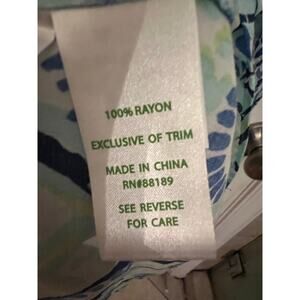 100% RAYON
EXCLUSIVE OF TRIM
MADE IN CHINA
RN#88189
SEE REVERSE
FOR CARE